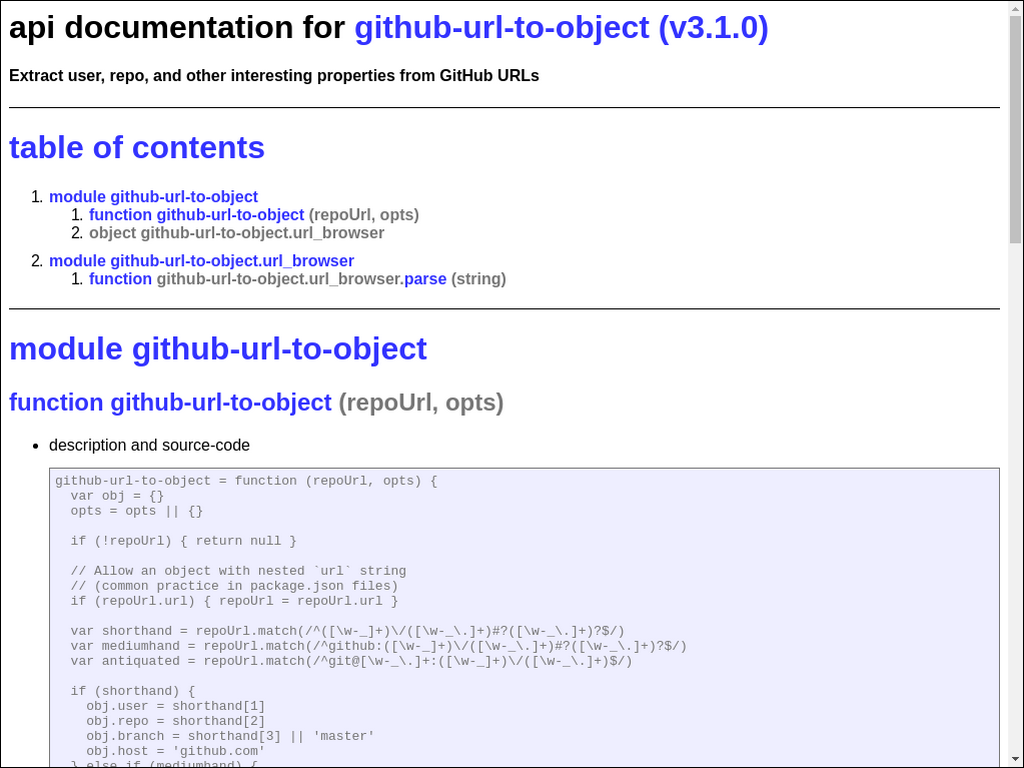 api documentation for github-url-to-object (v3.1.0)
Extract user, repo, and other interesting properties from GitHub URLs
table of contents
1. module github-url-to-object
1. function github-url-to-object (repoUrl, opts)
2. object github-url-to-object.url_browser
2. module github-url-to-object.url_browser
1. function github-url-to-object.url_browser.parse (string)
module github-url-to-object
function github-url-to-object (repoUrl, opts)
• description and source-code
github-url-to-object = function (repoUrl, opts) {
  var obj = {}
  opts = opts || {}

  if (!repoUrl) { return null }

  // Allow an object with nested `url` string
  // (common practice in package.json files)
  if (repoUrl.url) { repoUrl = repoUrl.url }

  var shorthand = repoUrl.match(/^([\w-_]+)\/([\w-_\.]+)#?([\w-_\.]+)?$/)
  var mediumhand = repoUrl.match(/^github:([\w-_]+)\/([\w-_\.]+)#?([\w-_\.]+)?$/)
  var antiquated = repoUrl.match(/^git@[\w-_\.]+:([\w-_]+)\/([\w-_\.]+)$/)

  if (shorthand) {
    obj.user = shorthand[1]
    obj.repo = shorthand[2]
    obj.branch = shorthand[3] || 'master'
    obj.host = 'github.com'
  } else if (mediumhand) {